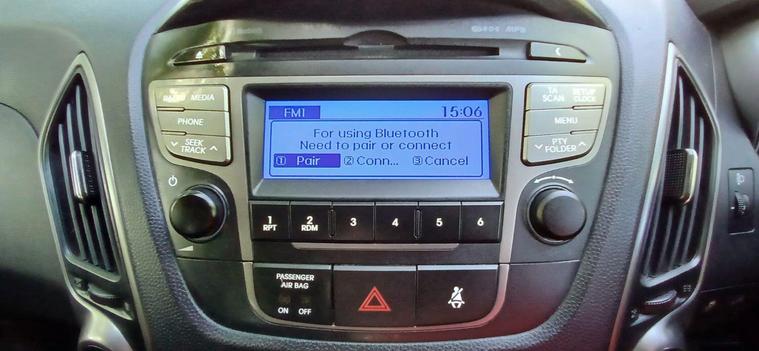 MP3
RADIO MEDIA
PHONE
SEEK
TRACK
FM1 15:06
For using Bluetooth
Need to pair or connect
① Pair ② Conn... ③ Cancel
TA
SCAN
SETUP
CLOCK
MENU
PTY
FOLDER
1
RPT
2
RDM
3
4
5
6
PASSENGER
AIR BAG
ON OFF